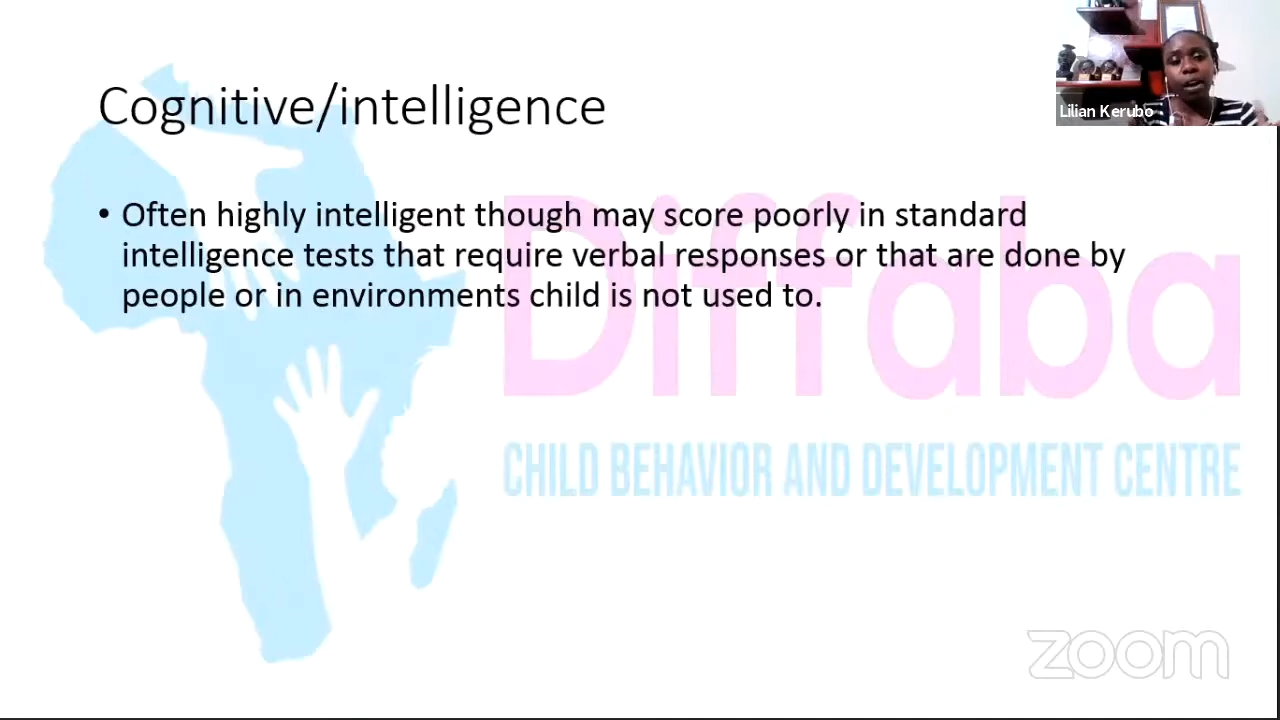 Cognitive/intelligence
Lilian Kerubo
• Often highly intelligent though may score poorly in standard
intelligence tests that require verbal responses or that are done by
people or in environments child is not used to.
Diffaba
CHILD BEHAVIOR AND DEVELOPMENT CENTRE
zoom